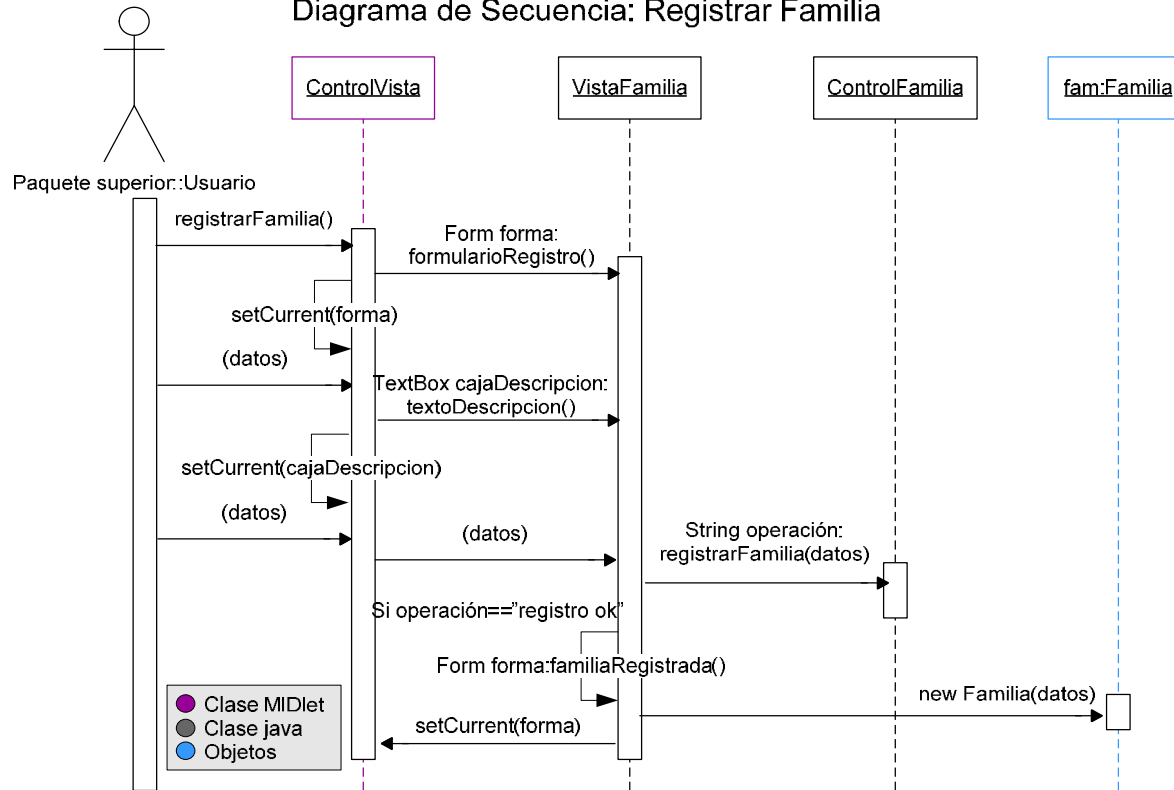 Diagrama de Secuencia: Registrar Familia
ControlVista
VistaFamilia
ControlFamilia
fam:Familia
Paquete superior::Usuario
registrarFamilia()
Form forma:
formularioRegistro()
setCurrent(forma)
(datos)
TextBox cajaDescripcion:
textoDescripcion()
setCurrent(cajaDescripcion)
(datos)
(datos)
String operación:
registrarFamilia(datos)
Si operación==”registro ok”
Form forma:familiaRegistrada()
new Familia(datos)
setCurrent(forma)
Clase MIDlet
Clase java
Objetos